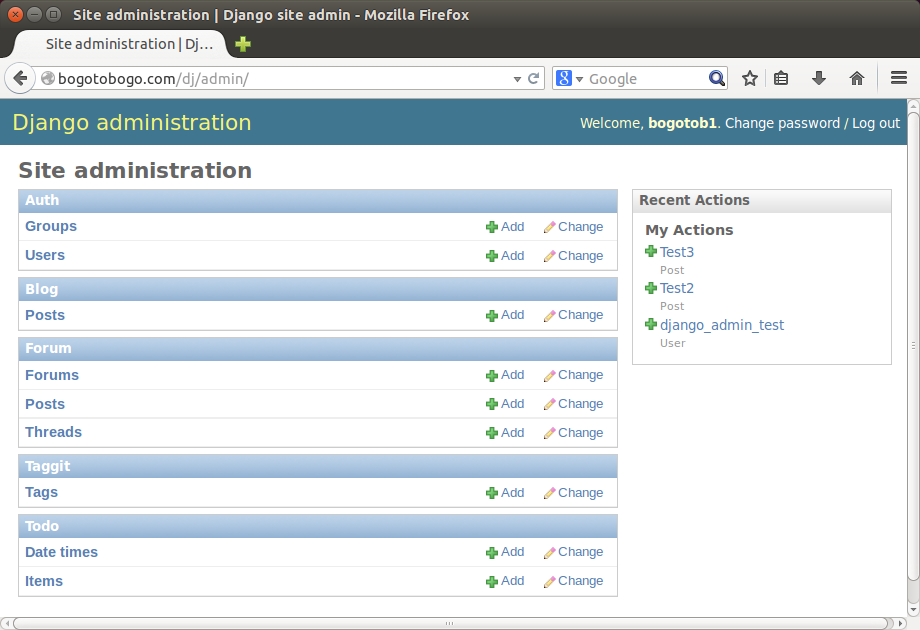 Site administration | Django site admin - Mozilla Firefox
Site administration | Dj...
bogotobogo.com/dj/admin/
8 Google
Django administration
Welcome, bogotob1. Change password / Log out
Site administration
Auth
Groups Add Change
Users Add Change
Blog
Posts Add Change
Forum
Forums Add Change
Posts Add Change
Threads Add Change
Taggit
Tags Add Change
Todo
Date times Add Change
Items Add Change
Recent Actions
My Actions
Test3
Post
Test2
Post
django_admin_test
User